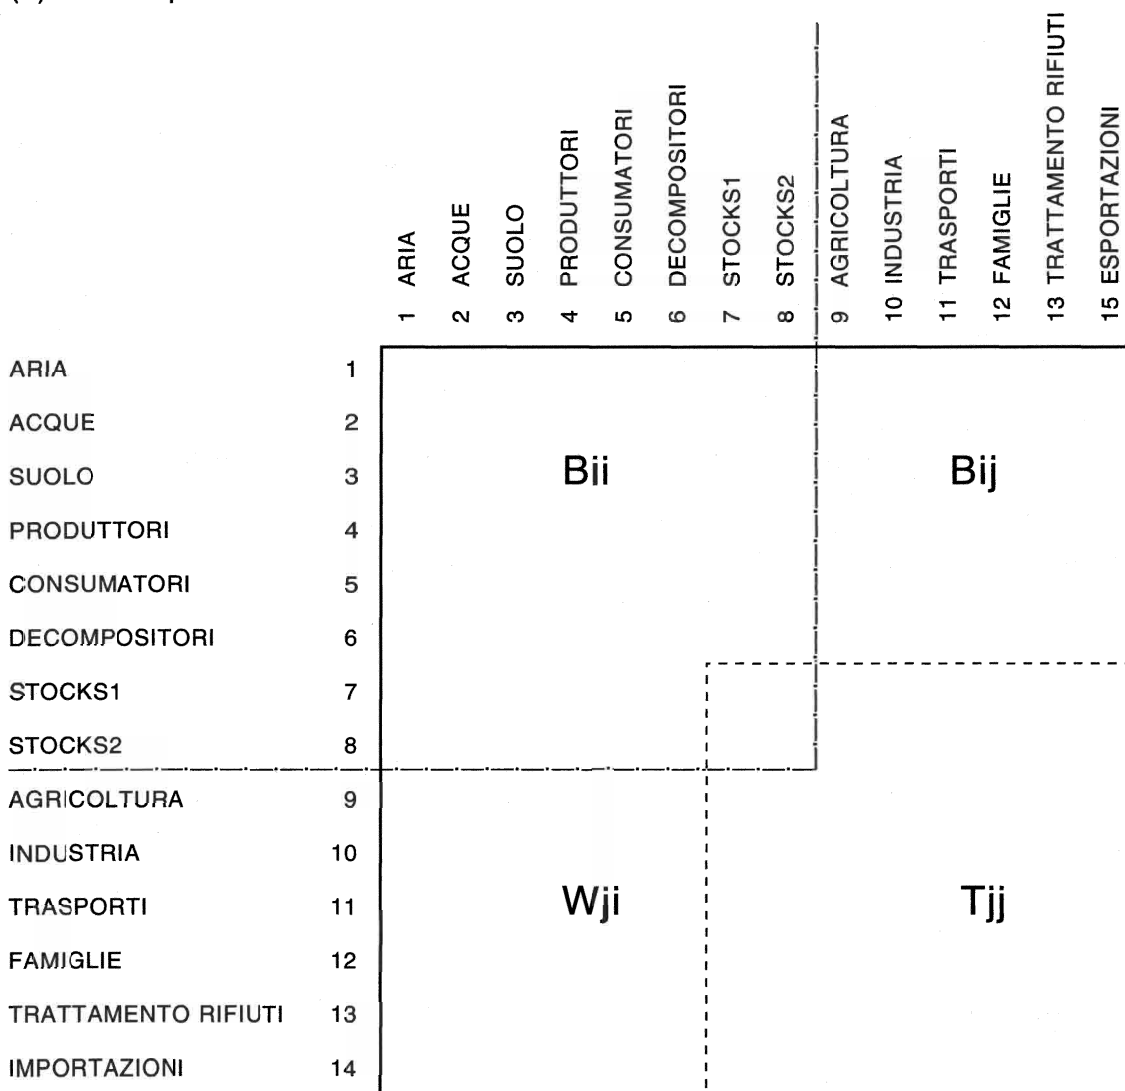 1 ARIA
2 ACQUE
3 SUOLO
4 PRODUTTORI
5 CONSUMATORI
6 DECOMPOSITORI
7 STOCKS1
8 STOCKS2
9 AGRICOLTURA
10 INDUSTRIA
11 TRASPORTI
12 FAMIGLIE
13 TRATTAMENTO RIFIUTI
15 ESPORTAZIONI
ARIA 1
ACQUE 2
SUOLO 3
Bii Bij
PRODUTTORI 4
CONSUMATORI 5
DECOMPOSITORI 6
STOCKS1 7
STOCKS2 8
AGRICOLTURA 9
INDUSTRIA 10
TRASPORTI 11
Wji Tjj
FAMIGLIE 12
TRATTAMENTO RIFIUTI 13
IMPORTAZIONI 14